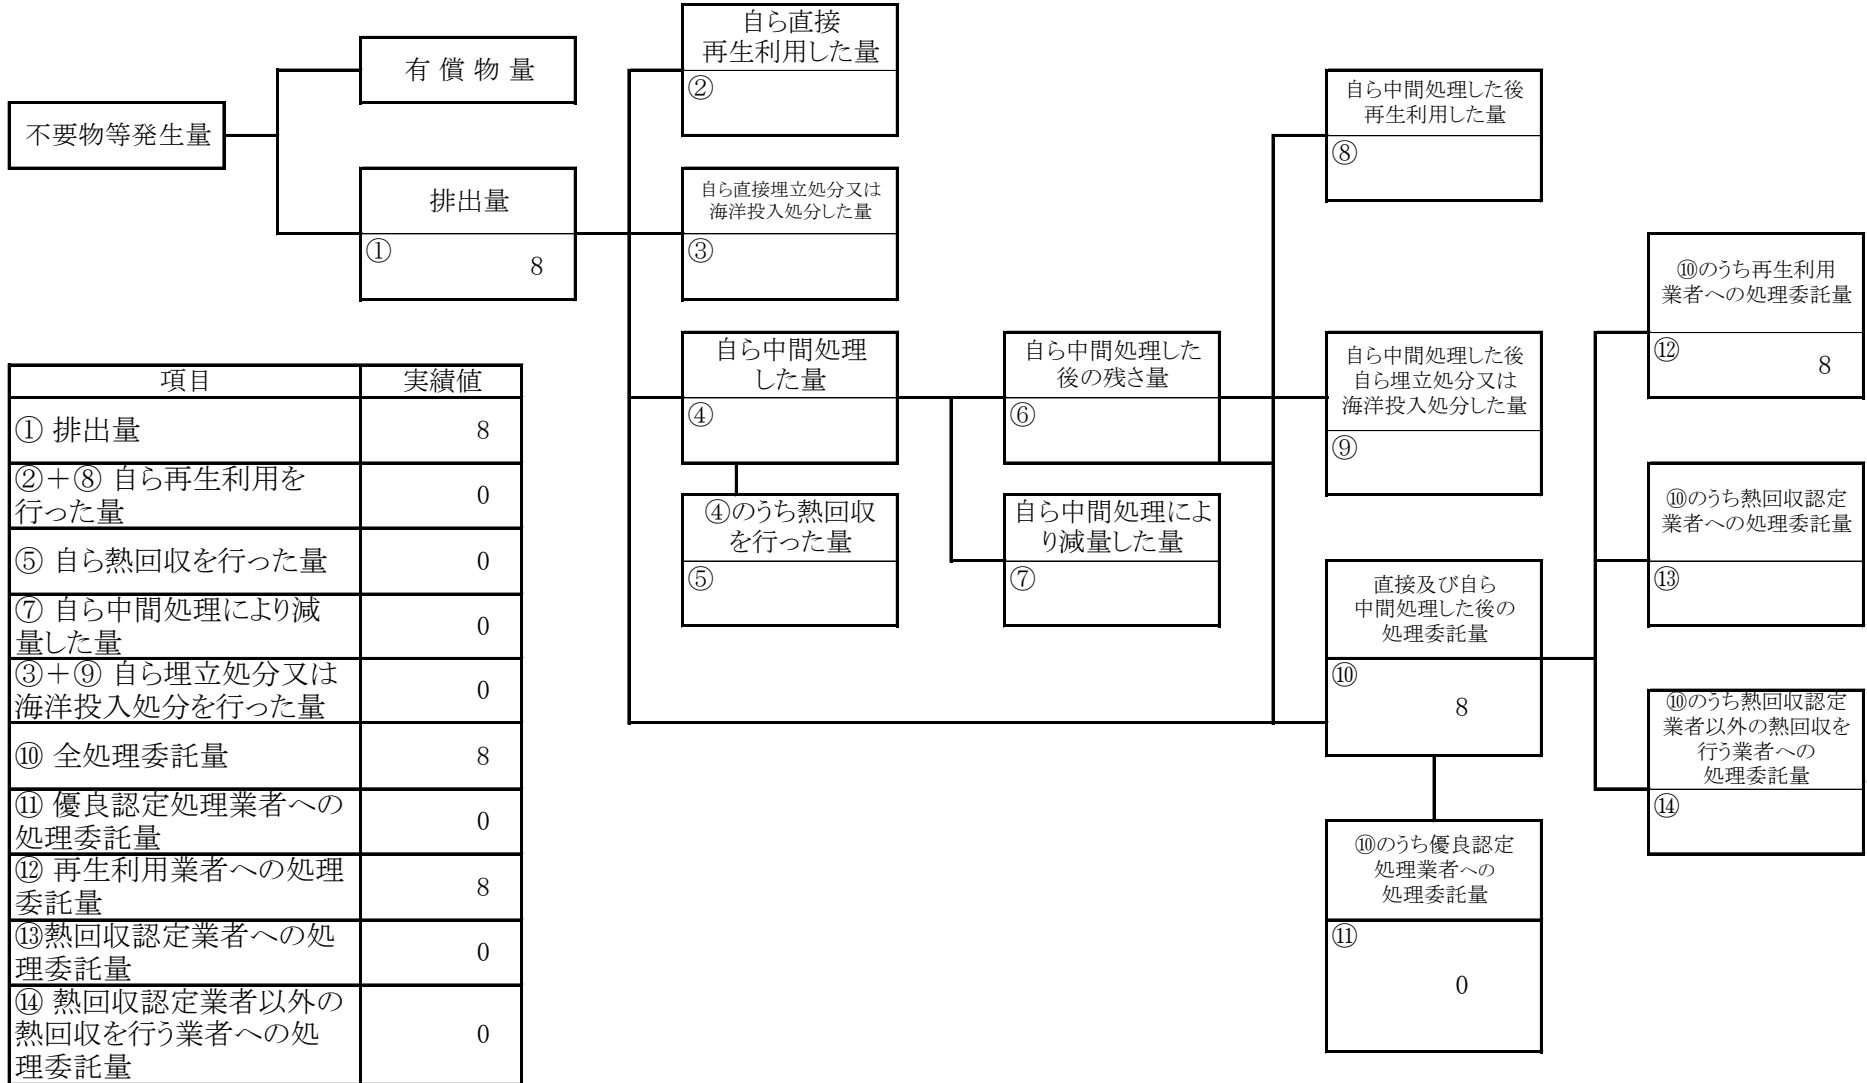 不要物等発生量
有 償 物 量
排出量
①
8
自ら直接
再生利用した量
②
自ら直接埋立処分又は
海洋投入処分した量
③
自ら中間処理
した量
④
④のうち熱回収
を行った量
⑤
自ら中間処理した
後の残さ量
⑥
自ら中間処理によ
り減量した量
⑦
自ら中間処理した後
再生利用した量
⑧
自ら中間処理した後
自ら埋立処分又は
海洋投入処分した量
⑨
直接及び自ら
中間処理した後の
処理委託量
⑩
8
⑩のうち優良認定
処理業者への
処理委託量
⑪
0
⑩のうち再生利用
業者への処理委託量
⑫
8
⑩のうち熱回収認定
業者への処理委託量
⑬
⑩のうち熱回収認定
業者以外の熱回収を
行う業者への
処理委託量
⑭
項目 実績値
① 排出量 8
②＋⑧ 自ら再生利用を
行った量 0
⑤ 自ら熱回収を行った量 0
⑦ 自ら中間処理により減
量した量 0
③＋⑨ 自ら埋立処分又は
海洋投入処分を行った量 0
⑩ 全処理委託量 8
⑪ 優良認定処理業者への
処理委託量 0
⑫ 再生利用業者への処理
委託量 8
⑬熱回収認定業者への処
理委託量 0
⑭ 熱回収認定業者以外の
熱回収を行う業者への処
理委託量 0